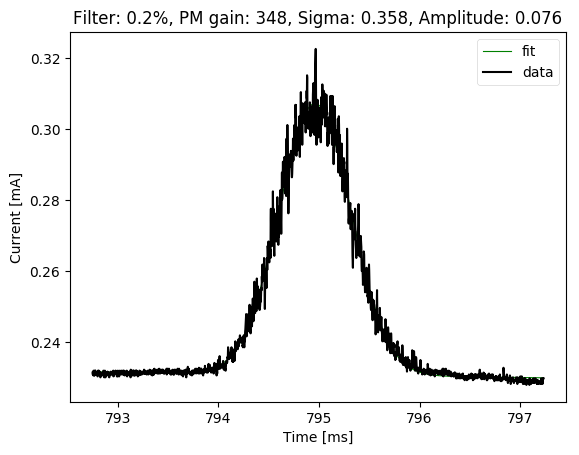 Filter: 0.2%, PM gain: 348, Sigma: 0.358, Amplitude: 0.076
fit
data
0.32
0.30
0.28
0.26
0.24
Current [mA]
793
794
795
796
797
Time [ms]